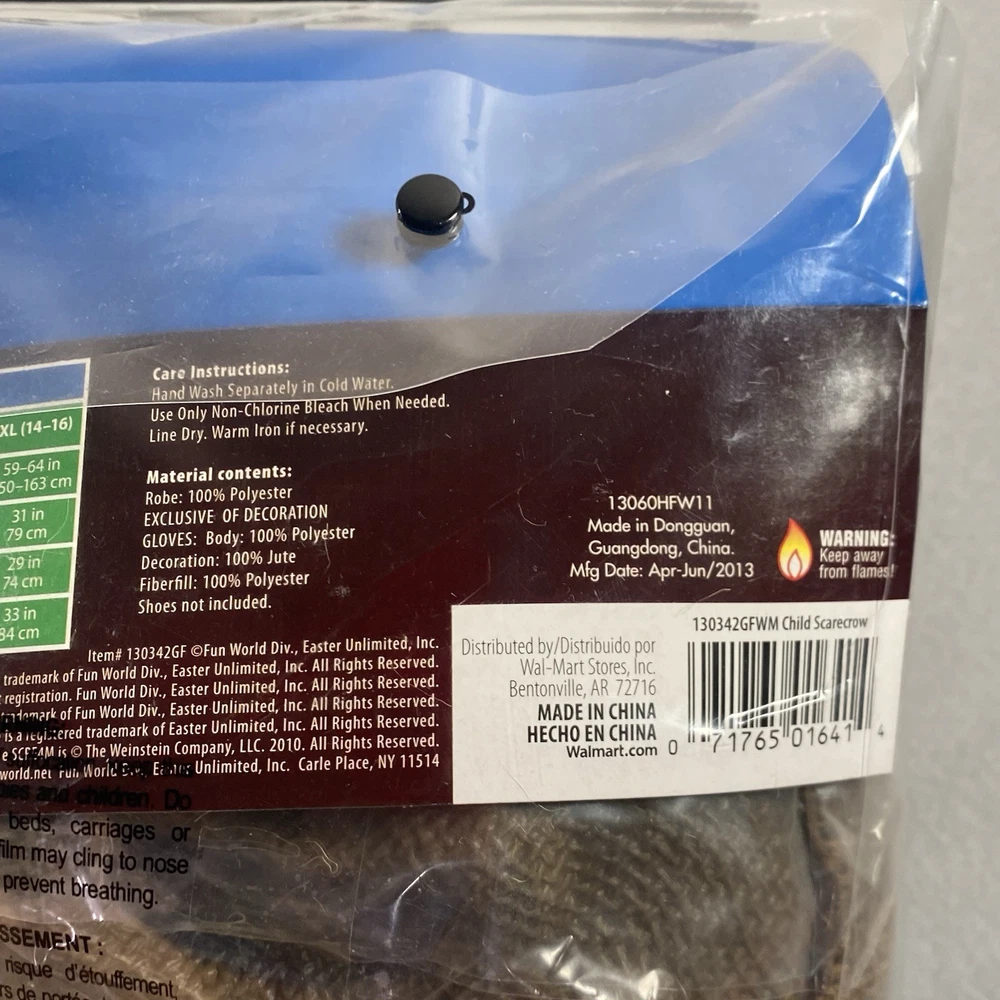 Care Instructions:
Hand Wash Separately in Cold Water.
Use Only Non-Chlorine Bleach When Needed.
Line Dry. Warm Iron if necessary.
XL (14–16)
59–64 in
50–163 cm
31 in
79 cm
29 in
74 cm
33 in
84 cm
Material contents:
Robe: 100% Polyester
EXCLUSIVE OF DECORATION
GLOVES: Body: 100% Polyester
Decoration: 100% Jute
Fiberfill: 100% Polyester
Shoes not included.
13060HFW11
Made in Dongguan,
Guangdong, China.
Mfg Date: Apr-Jun/2013
WARNING:
Keep away
from flames!
Item# 130342GF ©Fun World Div., Easter Unlimited, Inc.
trademark of Fun World Div., Easter Unlimited, Inc. All Rights Reserved.
registration. Fun World Div., Easter Unlimited, Inc. All Rights Reserved.
trademark of Fun World Div., Easter Unlimited, Inc. All Rights Reserved.
is a registered trademark of Easter Unlimited, Inc. All Rights Reserved.
SCREAM is © The Weinstein Company, LLC. 2010. All Rights Reserved.
world.net Fun World Div., Easter Unlimited, Inc. Carle Place, NY 11514
130342GFWM Child Scarecrow
Distributed by/Distribuido por
Wal-Mart Stores, Inc.
Bentonville, AR 72716
MADE IN CHINA
HECHO EN CHINA
Walmart.com
0 71765 01641 4
and children. Do
beds, carriages or
film may cling to nose
prevent breathing.
SSEMENT :
risque d'étouffement,